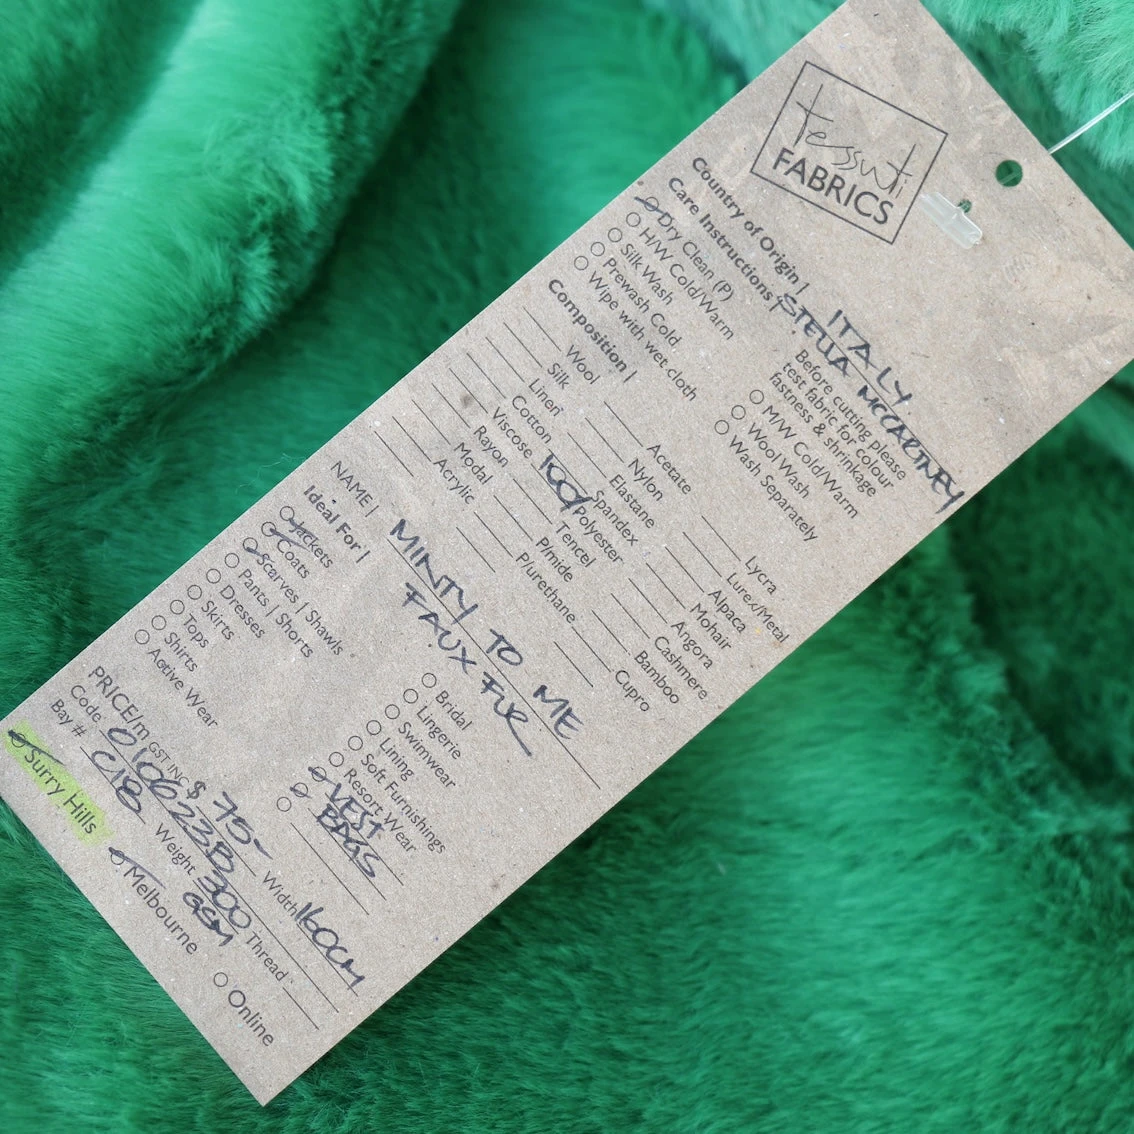 tessuti
FABRICS
Country of Origin | ITALY
Care Instructions | STELLA MCCARTNEY
Dry Clean (P)
H/W Cold/Warm
Silk Wash
Prewash Cold
Wipe with wet cloth
Before cutting please
test fabric for colour
fastness & shrinkage
M/W Cold/Warm
Wool Wash
Wash Separately
Composition |
Wool
Silk
Linen
Cotton
Viscose
Rayon
Modal
Acrylic
Acetate
Nylon
Elastane
Spandex
100% Polyester
Tencel
P/mide
P/urethane
Lycra
Lurex/Metal
Alpaca
Mohair
Angora
Cashmere
Bamboo
Cupro
NAME | MINTY TO ME
FAUX FUR
Ideal For |
Jackets
Coats
Scarves | Shawls
Pants | Shorts
Dresses
Skirts
Tops
Shirts
Active Wear
Bridal
Lingerie
Swimwear
Lining
Soft Furnishings
Resort Wear
VEST
BAGS
PRICE/m GST INC $ 75- Width 160CM
Code 010623B Thread
Bay # C18 Weight 300 GSM
Surry Hills
Melbourne
Online